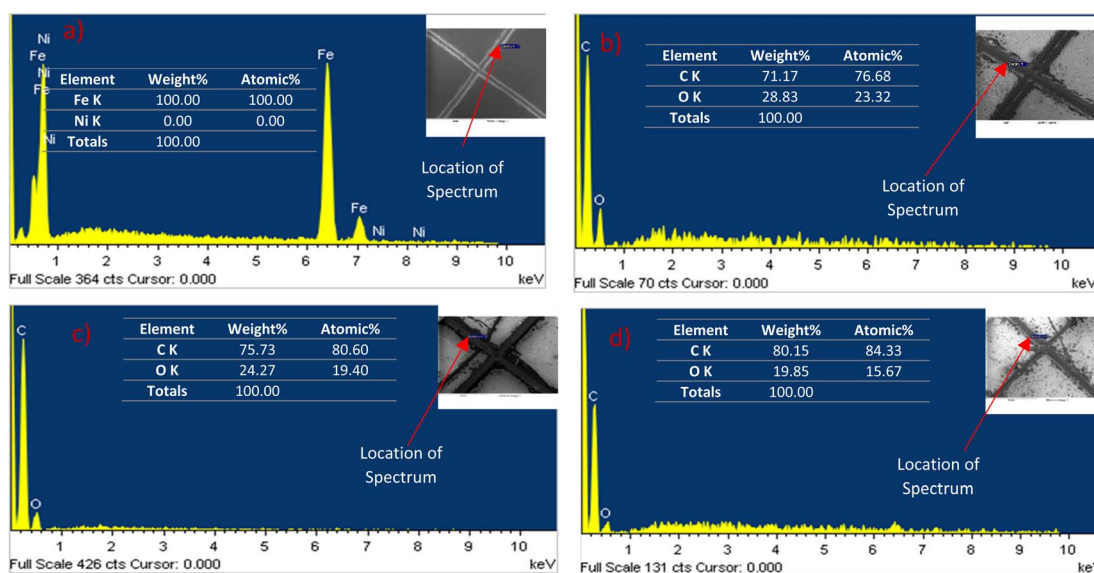 a)
Ni
Fe
Ni
Fe
Ni
Element Weight% Atomic%
Fe K 100.00 100.00
Ni K 0.00 0.00
Totals 100.00
Fe
Fe
Ni
Ni
Location of
Spectrum
1 2 3 4 5 6 7 8 9 10
Full Scale 364 cts Cursor: 0.000 keV
b)
C
O
Element Weight% Atomic%
C K 71.17 76.68
O K 28.83 23.32
Totals 100.00
Location of
Spectrum
1 2 3 4 5 6 7 8 9 10
Full Scale 70 cts Cursor: 0.000 keV
c)
C
O
Element Weight% Atomic%
C K 75.73 80.60
O K 24.27 19.40
Totals 100.00
Location of
Spectrum
1 2 3 4 5 6 7 8 9 10
Full Scale 426 cts Cursor: 0.000 keV
d)
C
O
Element Weight% Atomic%
C K 80.15 84.33
O K 19.85 15.67
Totals 100.00
Location of
Spectrum
1 2 3 4 5 6 7 8 9 10
Full Scale 131 cts Cursor: 0.000 keV